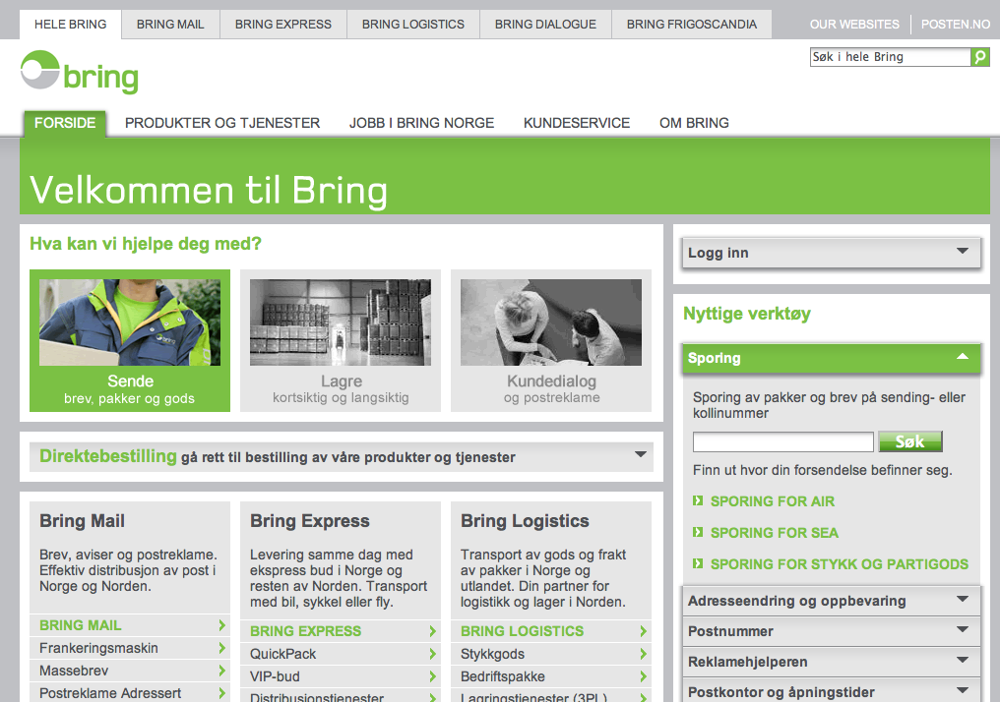 HELE BRING
BRING MAIL
BRING EXPRESS
BRING LOGISTICS
BRING DIALOGUE
BRING FRIGOSCANDIA
OUR WEBSITES
POSTEN.NO
bring
Søk i hele Bring
FORSIDE
PRODUKTER OG TJENESTER
JOBB I BRING NORGE
KUNDESERVICE
OM BRING
Velkommen til Bring
Hva kan vi hjelpe deg med?
bring
Sende
brev, pakker og gods
Lagre
kortsiktig og langsiktig
Kundedialog
og postreklame
Direktebestilling gå rett til bestilling av våre produkter og tjenester
Bring Mail
Brev, aviser og postreklame.
Effektiv distribusjon av post i
Norge og Norden.
BRING MAIL
Frankeringsmaskin
Massebrev
Postreklame Adressert
Bring Express
Levering samme dag med
ekspress bud i Norge og
resten av Norden. Transport
med bil, sykkel eller fly.
BRING EXPRESS
QuickPack
VIP-bud
Distribusjonstjenester
Bring Logistics
Transport av gods og frakt
av pakker i Norge og
utlandet. Din partner for
logistikk og lager i Norden.
BRING LOGISTICS
Stykkgods
Bedriftspakke
Lagringstjenester (3PL)
Logg inn
Nyttige verktøy
Sporing
Sporing av pakker og brev på sending- eller
kollinummer
Søk
Finn ut hvor din forsendelse befinner seg.
SPORING FOR AIR
SPORING FOR SEA
SPORING FOR STYKK OG PARTIGODS
Adresseendring og oppbevaring
Postnummer
Reklamehjelperen
Postkontor og åpningstider